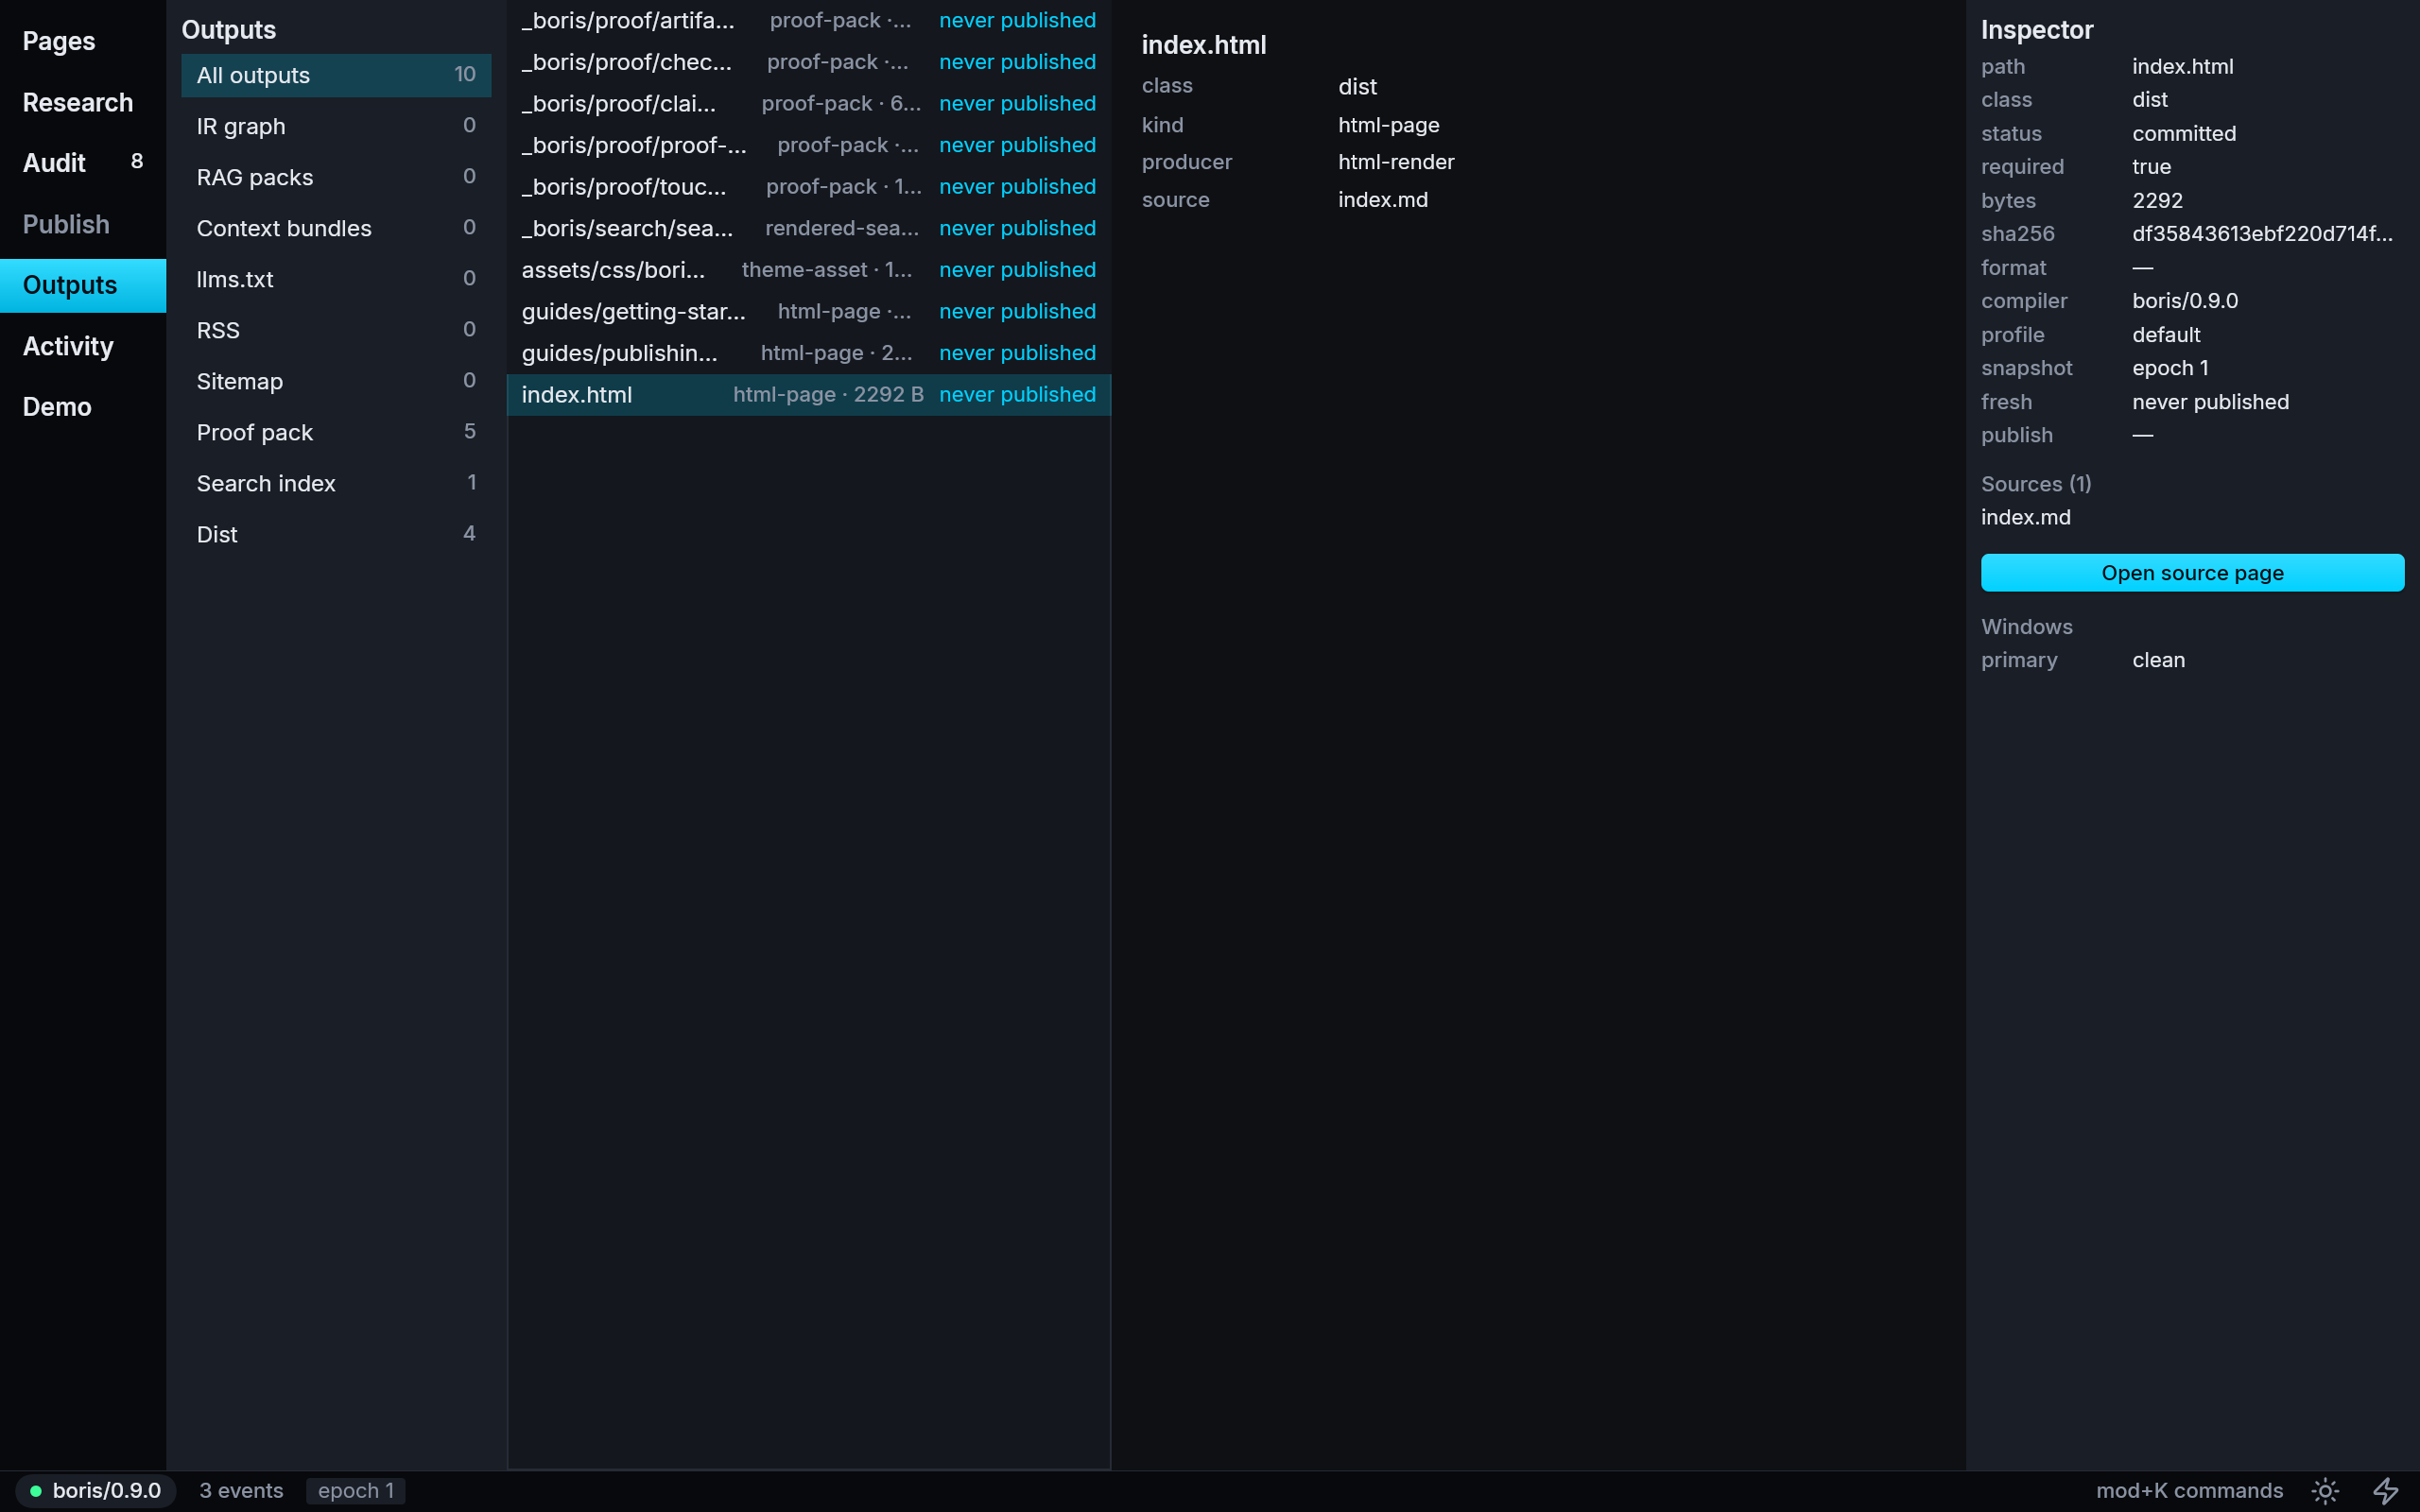 Pages
Research
Audit 8
Publish
Outputs
Activity
Demo
Outputs
All outputs 10
IR graph 0
RAG packs 0
Context bundles 0
llms.txt 0
RSS 0
Sitemap 0
Proof pack 5
Search index 1
Dist 4
_boris/proof/artifa... proof-pack ·... never published
_boris/proof/chec... proof-pack ·... never published
_boris/proof/clai... proof-pack · 6... never published
_boris/proof/proof-... proof-pack ·... never published
_boris/proof/touc... proof-pack · 1... never published
_boris/search/sea... rendered-sea... never published
assets/css/bori... theme-asset · 1... never published
guides/getting-star... html-page ·... never published
guides/publishin... html-page · 2... never published
index.html html-page · 2292 B never published
index.html
class dist
kind html-page
producer html-render
source index.md
Inspector
path index.html
class dist
status committed
required true
bytes 2292
sha256 df35843613ebf220d714f...
format —
compiler boris/0.9.0
profile default
snapshot epoch 1
fresh never published
publish —
Sources (1)
index.md
Open source page
Windows
primary clean
boris/0.9.0 3 events epoch 1 mod+K commands